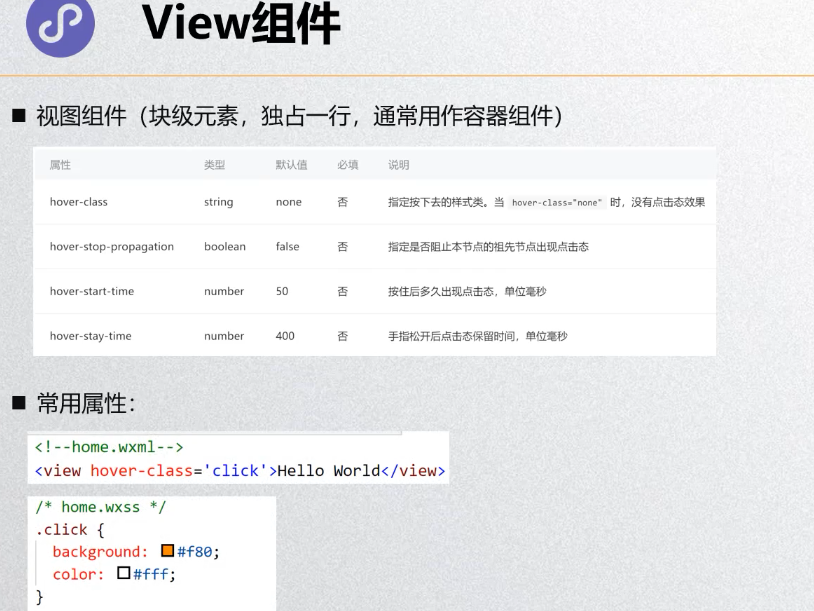 View组件
■ 视图组件（块级元素，独占一行，通常用作容器组件）
属性 类型 默认值 必填 说明
hover-class string none 否 指定按下去的样式类。当 hover-class="none" 时，没有点击态效果
hover-stop-propagation boolean false 否 指定是否阻止本节点的祖先节点出现点击态
hover-start-time number 50 否 按住后多久出现点击态，单位毫秒
hover-stay-time number 400 否 手指松开后点击态保留时间，单位毫秒
■ 常用属性：
<!--home.wxml-->
<view hover-class='click'>Hello World</view>
/* home.wxss */
.click {
background: #f80;
color: #fff;
}